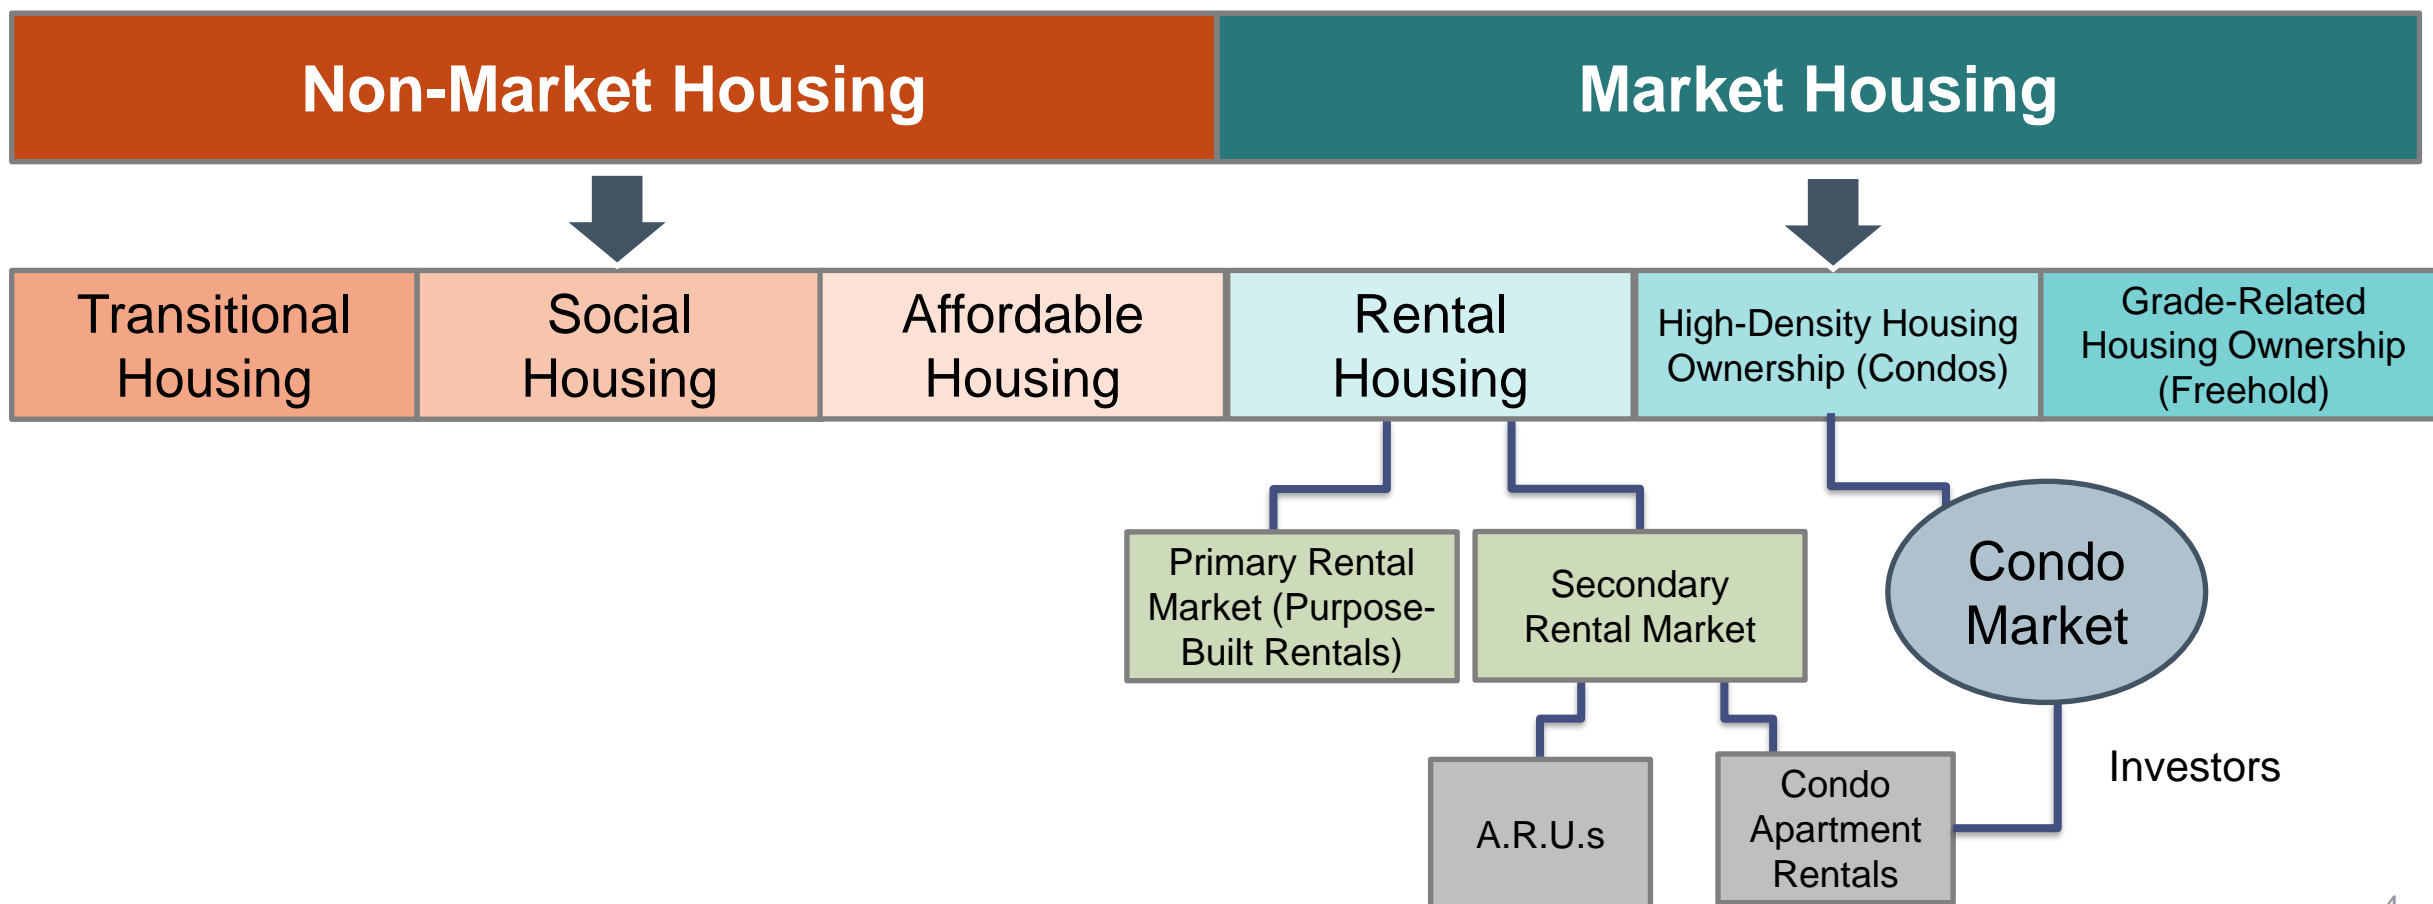 Non-Market Housing
Market Housing
Transitional
Housing
Social
Housing
Affordable
Housing
Rental
Housing
High-Density Housing
Ownership (Condos)
Grade-Related
Housing Ownership
(Freehold)
Primary Rental
Market (Purpose-
Built Rentals)
Secondary
Rental Market
Condo
Market
A.R.U.s
Condo
Apartment
Rentals
Investors
4